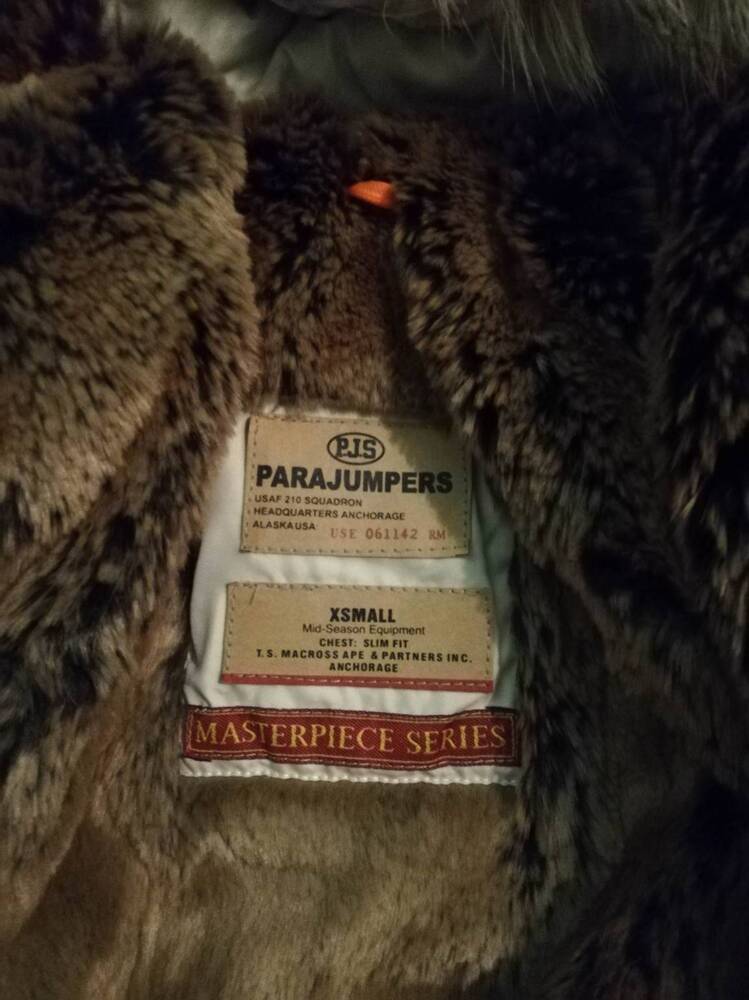 P.J.S
PARAJUMPERS
USAF 210 SQUADRON
HEADQUARTERS ANCHORAGE
ALASKA USA USE 061142 RM
XSMALL
Mid-Season Equipment
CHEST: SLIM FIT
T.S. MACROSS APE & PARTNERS INC.
ANCHORAGE
MASTERPIECE SERIES